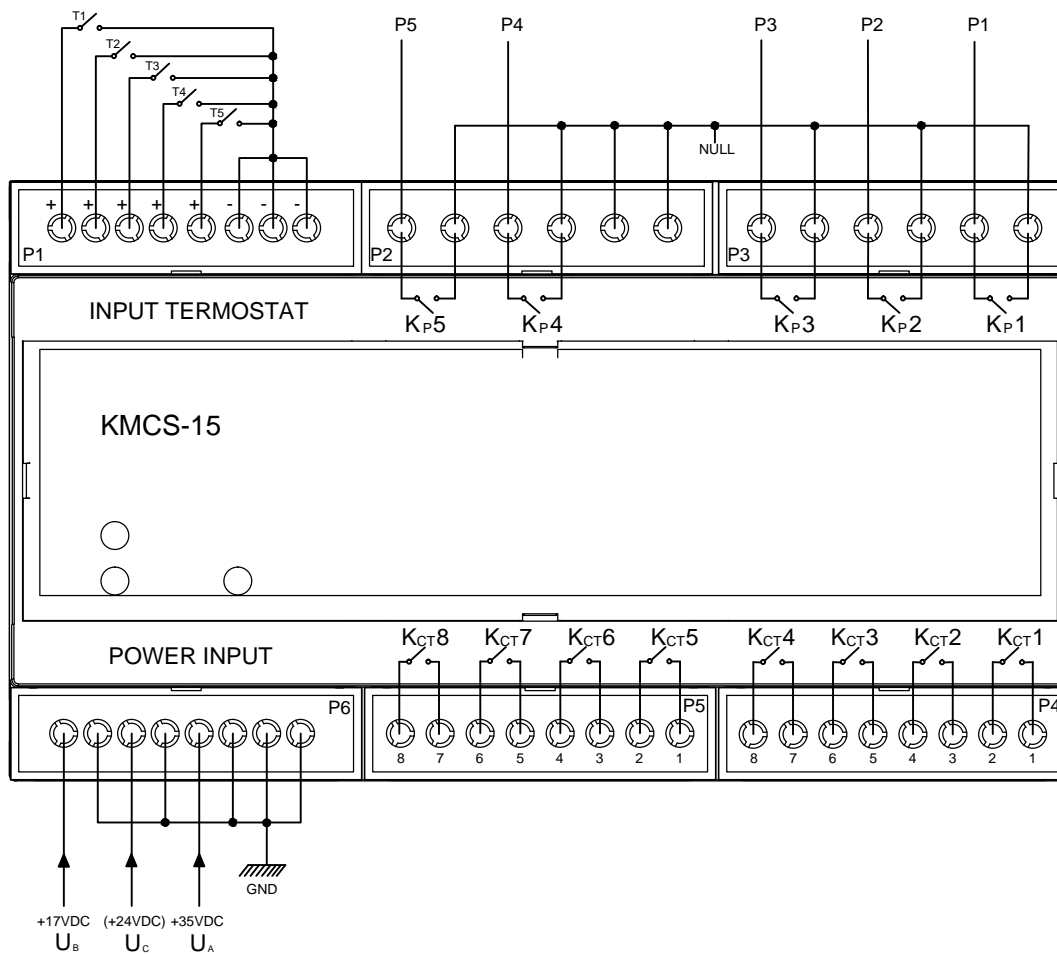 T1
T2
T3
T4
T5
P5 P4 P3 P2 P1
NULL
+ + + + + - - -
P1 P2 P3
INPUT TERMOSTAT
KP5 KP4 KP3 KP2 KP1
KMCS-15
POWER INPUT
KCT8 KCT7 KCT6 KCT5 KCT4 KCT3 KCT2 KCT1
P6 P5 P4
8 7 6 5 4 3 2 1 8 7 6 5 4 3 2 1
GND
+17VDC (+24VDC) +35VDC
UB UC UA